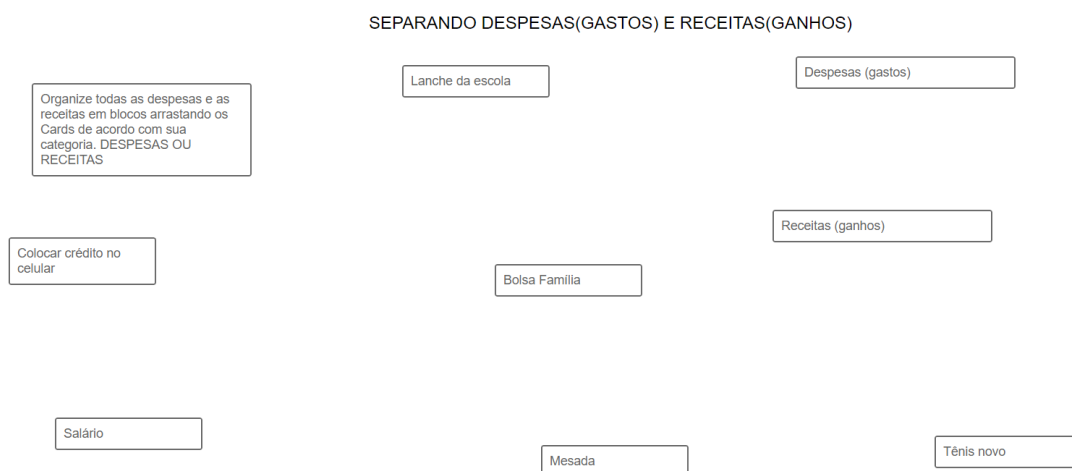 SEPARANDO DESPESAS(GASTOS) E RECEITAS(GANHOS)
Lanche da escola
Despesas (gastos)
Organize todas as despesas e as
receitas em blocos arrastando os
Cards de acordo com sua
categoria. DESPESAS OU
RECEITAS
Receitas (ganhos)
Colocar crédito no
celular
Bolsa Família
Salário
Mesada
Tênis novo